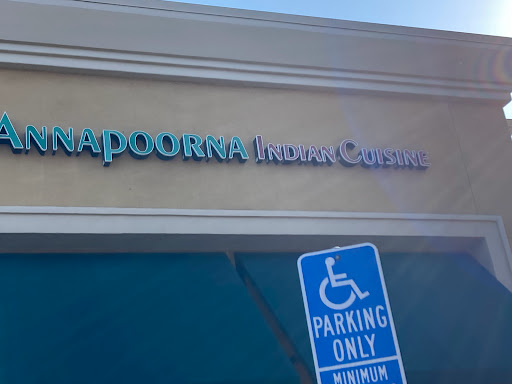 ANNAPOORNA INDIAN CUISINE
PARKING
ONLY
MINIMUM